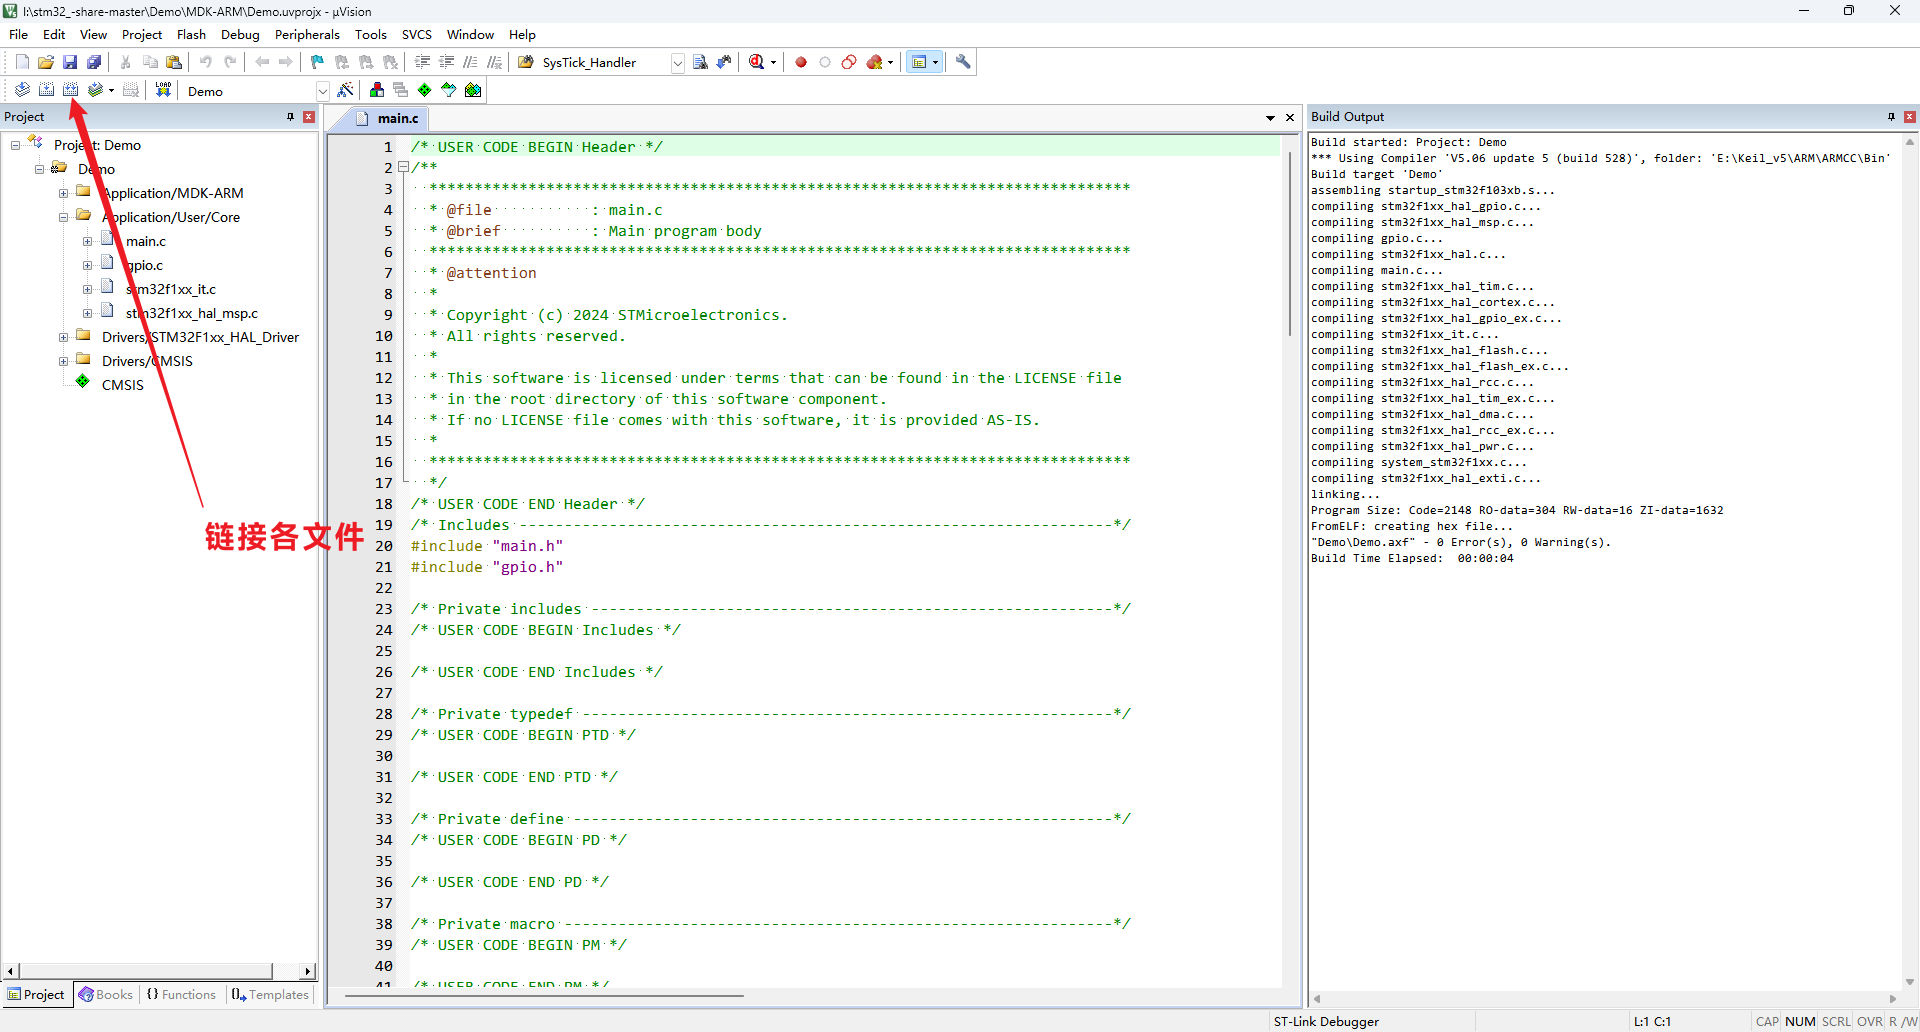 I:\stm32_-share-master\Demo\MDK-ARM\Demo.uvprojx - µVision
File Edit View Project Flash Debug Peripherals Tools SVCS Window Help
SysTick_Handler
LOAD
Demo
Project
Project: Demo
Demo
Application/MDK-ARM
Application/User/Core
main.c
gpio.c
stm32f1xx_it.c
stm32f1xx_hal_msp.c
Drivers/STM32F1xx_HAL_Driver
Drivers/CMSIS
CMSIS
链接各文件
Project Books {} Functions Templates
main.c
1 /* USER CODE BEGIN Header */
2 /**
3 ******************************************************************************
4 * @file : main.c
5 * @brief : Main program body
6 ******************************************************************************
7 * @attention
8 *
9 * Copyright (c) 2024 STMicroelectronics.
10 * All rights reserved.
11 *
12 * This software is licensed under terms that can be found in the LICENSE file
13 * in the root directory of this software component.
14 * If no LICENSE file comes with this software, it is provided AS-IS.
15 *
16 ******************************************************************************
17 */
18 /* USER CODE END Header */
19 /* Includes ------------------------------------------------------------------*/
20 #include "main.h"
21 #include "gpio.h"
22
23 /* Private includes ----------------------------------------------------------*/
24 /* USER CODE BEGIN Includes */
25
26 /* USER CODE END Includes */
27
28 /* Private typedef -----------------------------------------------------------*/
29 /* USER CODE BEGIN PTD */
30
31 /* USER CODE END PTD */
32
33 /* Private define ------------------------------------------------------------*/
34 /* USER CODE BEGIN PD */
35
36 /* USER CODE END PD */
37
38 /* Private macro -------------------------------------------------------------*/
39 /* USER CODE BEGIN PM */
40
41 /* USER CODE END PM */
Build Output
Build started: Project: Demo
*** Using Compiler 'V5.06 update 5 (build 528)', folder: 'E:\Keil_v5\ARM\ARMCC\Bin'
Build target 'Demo'
assembling startup_stm32f103xb.s...
compiling stm32f1xx_hal_gpio.c...
compiling stm32f1xx_hal_msp.c...
compiling gpio.c...
compiling stm32f1xx_hal.c...
compiling main.c...
compiling stm32f1xx_hal_tim.c...
compiling stm32f1xx_hal_cortex.c...
compiling stm32f1xx_hal_gpio_ex.c...
compiling stm32f1xx_it.c...
compiling stm32f1xx_hal_flash.c...
compiling stm32f1xx_hal_flash_ex.c...
compiling stm32f1xx_hal_rcc.c...
compiling stm32f1xx_hal_tim_ex.c...
compiling stm32f1xx_hal_dma.c...
compiling stm32f1xx_hal_rcc_ex.c...
compiling stm32f1xx_hal_pwr.c...
compiling system_stm32f1xx.c...
compiling stm32f1xx_hal_exti.c...
linking...
Program Size: Code=2148 RO-data=304 RW-data=16 ZI-data=1632
FromELF: creating hex file...
"Demo\Demo.axf" - 0 Error(s), 0 Warning(s).
Build Time Elapsed: 00:00:04
ST-Link Debugger L:1 C:1 CAP NUM SCRL OVR R /W